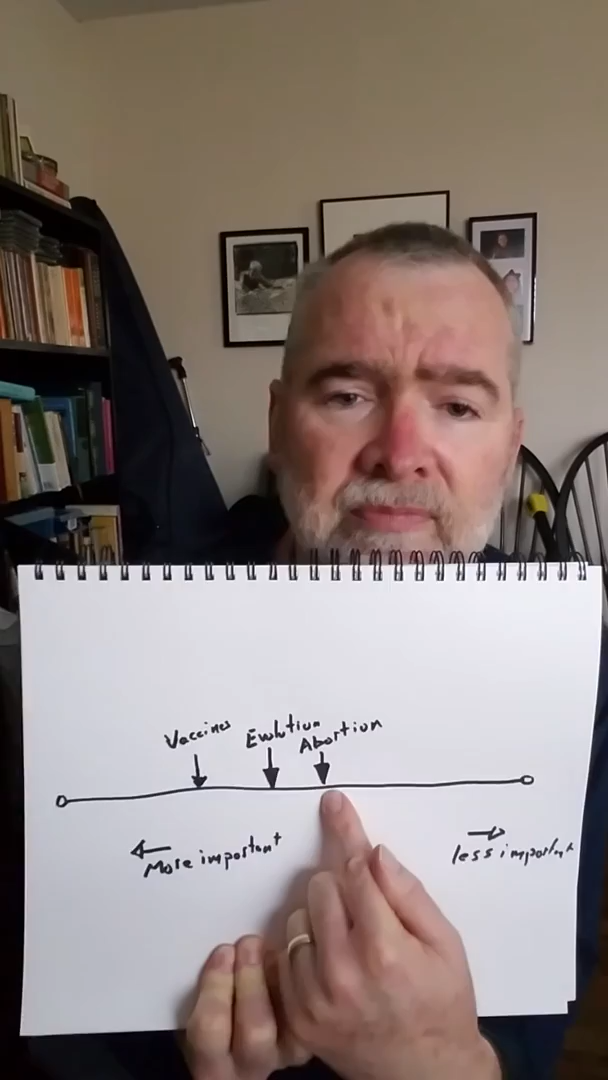 Vaccines
Evolution
Abortion
More important
less important